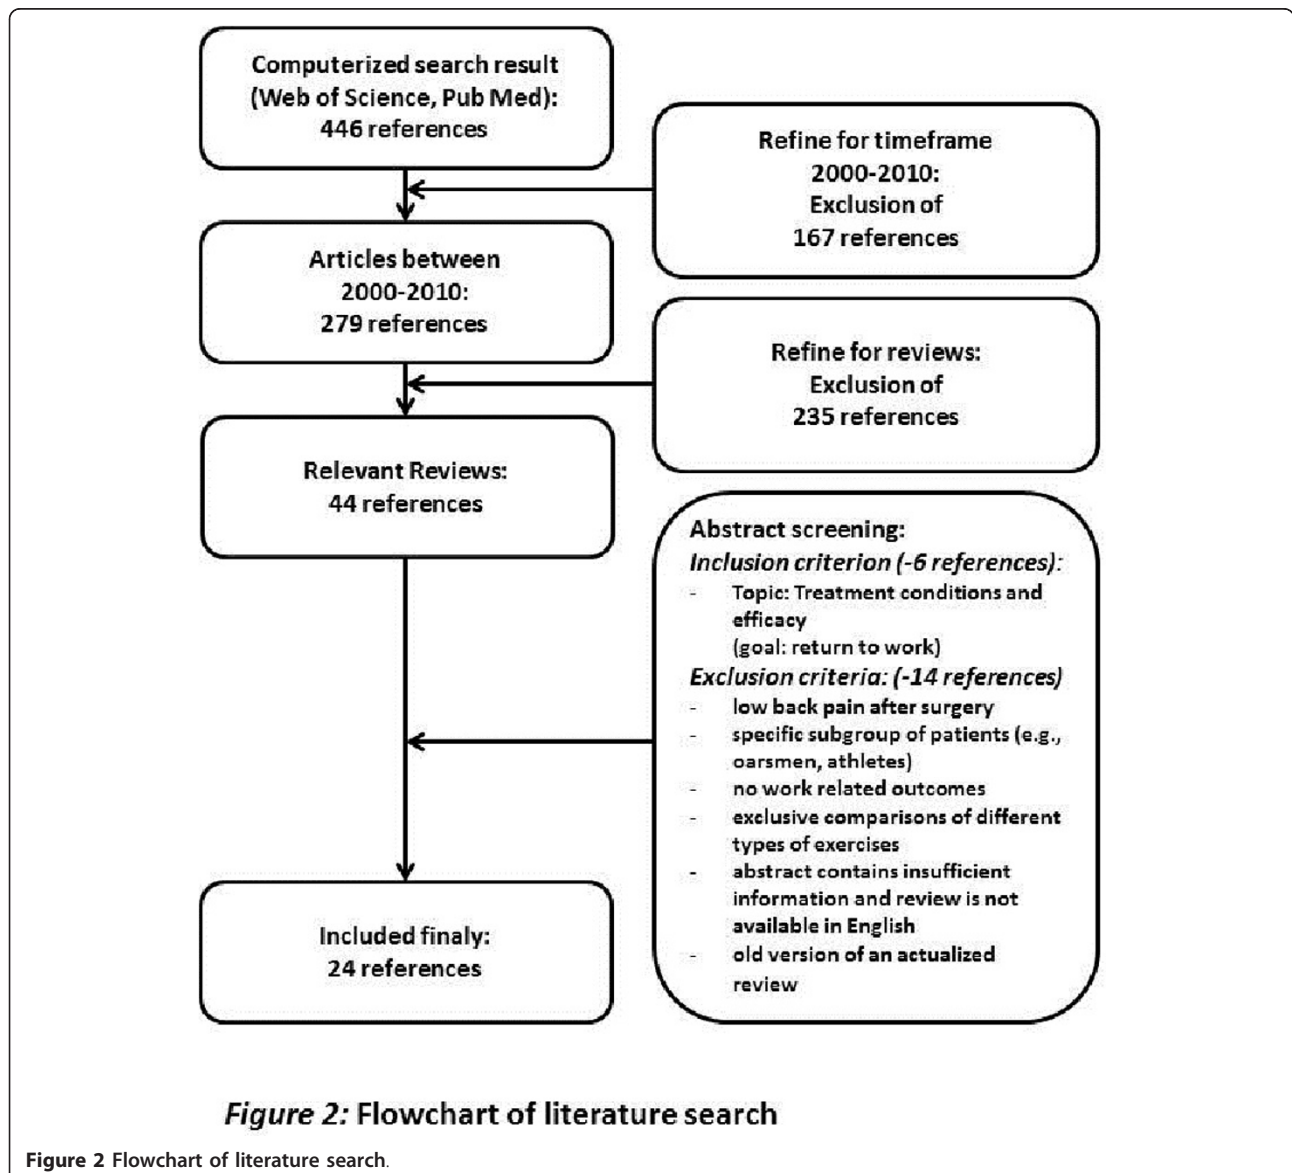 Computerized search result
(Web of Science, Pub Med):
446 references
Refine for timeframe
2000-2010:
Exclusion of
167 references
Articles between
2000-2010:
279 references
Refine for reviews:
Exclusion of
235 references
Relevant Reviews:
44 references
Abstract screening:
Inclusion criterion (-6 references):
- Topic: Treatment conditions and
efficacy
(goal: return to work)
Exclusion criteria: (-14 references)
- low back pain after surgery
- specific subgroup of patients (e.g.,
oarsmen, athletes)
- no work related outcomes
- exclusive comparisons of different
types of exercises
- abstract contains insufficient
information and review is not
available in English
- old version of an actualized
review
Included finaly:
24 references
Figure 2: Flowchart of literature search
Figure 2 Flowchart of literature search.